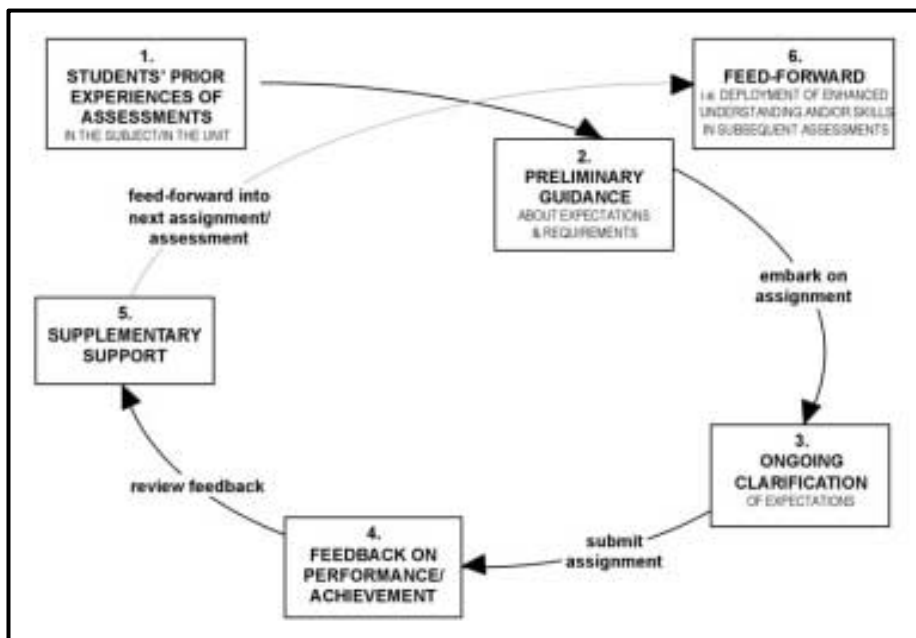 1.
STUDENTS' PRIOR
EXPERIENCES OF
ASSESSMENTS
IN THE SUBJECT/IN THE UNIT
6.
FEED-FORWARD
i.e. DEPLOYMENT OF ENHANCED
UNDERSTANDING AND/OR SKILLS
IN SUBSEQUENT ASSESSMENTS
2.
PRELIMINARY
GUIDANCE
ABOUT EXPECTATIONS
& REQUIREMENTS
feed-forward into
next assignment/
assessment
embark on
assignment
5.
SUPPLEMENTARY
SUPPORT
3.
ONGOING
CLARIFICATION
OF EXPECTATIONS
review feedback
submit
assignment
4.
FEEDBACK ON
PERFORMANCE/
ACHIEVEMENT